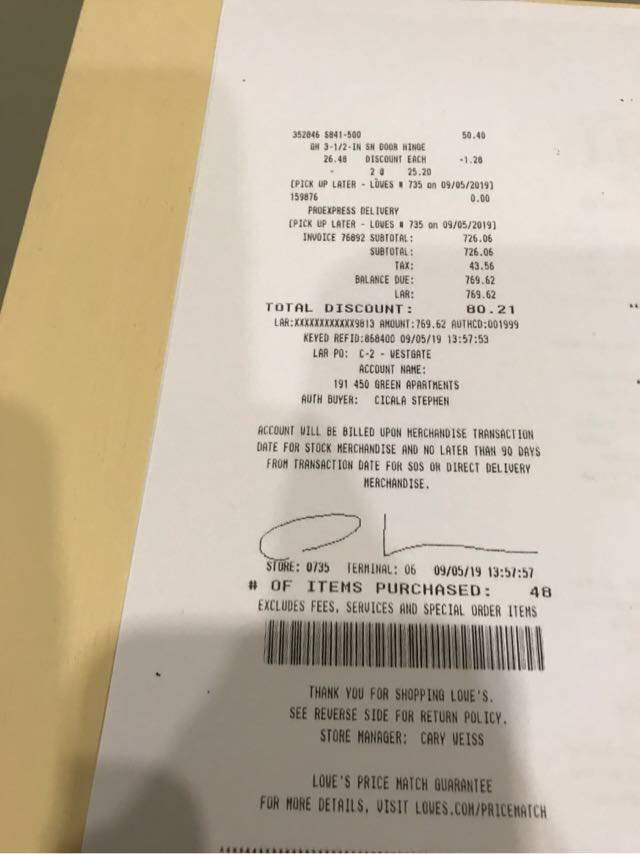 352846 5841-500 50.40
GH 3-1/2-IN SN DOOR HINGE
26.48 DISCOUNT EACH -1.28
2 @ 25.20
[PICK UP LATER - LOWES # 735 on 09/05/2019]
159876 0.00
PROEXPRESS DELIVERY
[PICK UP LATER - LOWES # 735 on 09/05/2019]
INVOICE 76892 SUBTOTAL: 726.06
SUBTOTAL: 726.06
TAX: 43.56
BALANCE DUE: 769.62
LAR: 769.62
TOTAL DISCOUNT: 80.21
LAR:XXXXXXXXXXXX9813 AMOUNT:769.62 AUTHCD:001999
KEYED REFID:868400 09/05/19 13:57:53
LAR PO: C-2 - WESTGATE
ACCOUNT NAME:
191 450 GREEN APARTMENTS
AUTH BUYER: CICALA STEPHEN
ACCOUNT WILL BE BILLED UPON MERCHANDISE TRANSACTION
DATE FOR STOCK MERCHANDISE AND NO LATER THAN 90 DAYS
FROM TRANSACTION DATE FOR SOS OR DIRECT DELIVERY
MERCHANDISE.
STORE: 0735 TERMINAL: 06 09/05/19 13:57:57
# OF ITEMS PURCHASED: 48
EXCLUDES FEES, SERVICES AND SPECIAL ORDER ITEMS
THANK YOU FOR SHOPPING LOWE'S.
SEE REVERSE SIDE FOR RETURN POLICY.
STORE MANAGER: CARY WEISS
LOWE'S PRICE MATCH GUARANTEE
FOR MORE DETAILS, VISIT LOWES.COM/PRICEMATCH